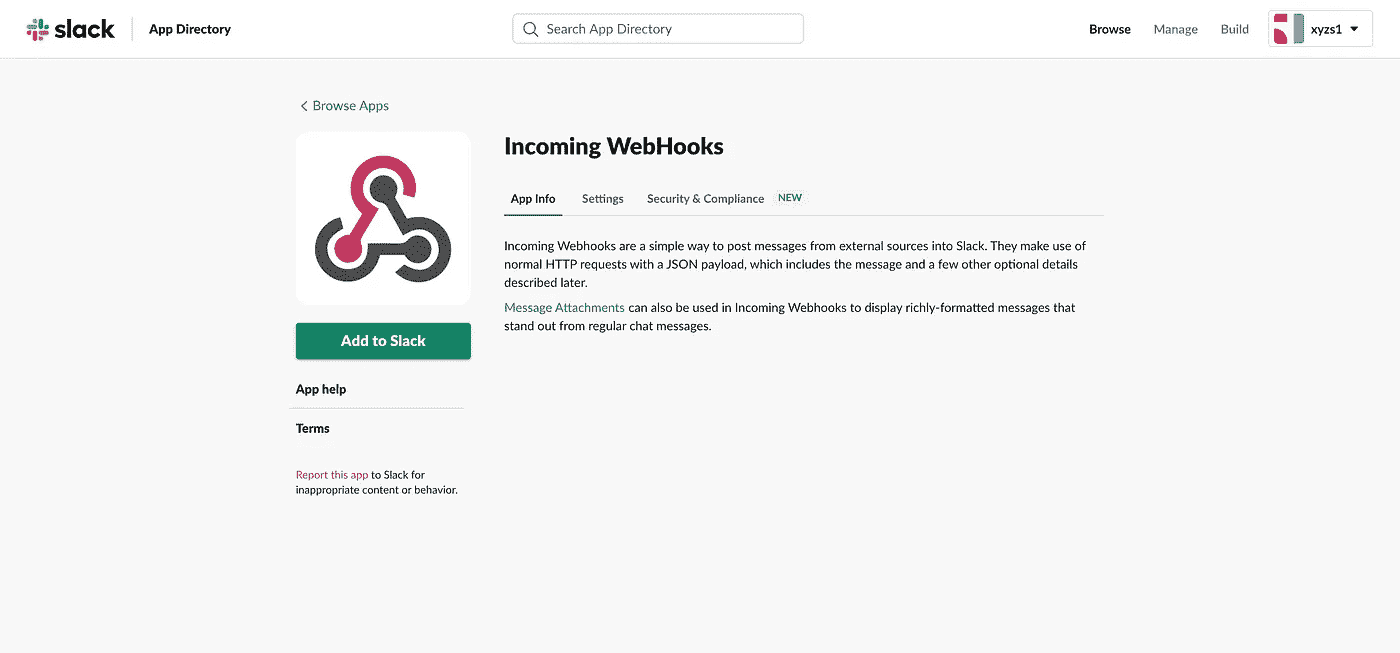 slack
App Directory
Search App Directory
Browse
Manage
Build
xyzs1
Browse Apps
Incoming WebHooks
App Info
Settings
Security & Compliance
NEW
Incoming Webhooks are a simple way to post messages from external sources into Slack. They make use of
normal HTTP requests with a JSON payload, which includes the message and a few other optional details
described later.
Message Attachments can also be used in Incoming Webhooks to display richly-formatted messages that
stand out from regular chat messages.
Add to Slack
App help
Terms
Report this app to Slack for
inappropriate content or behavior.